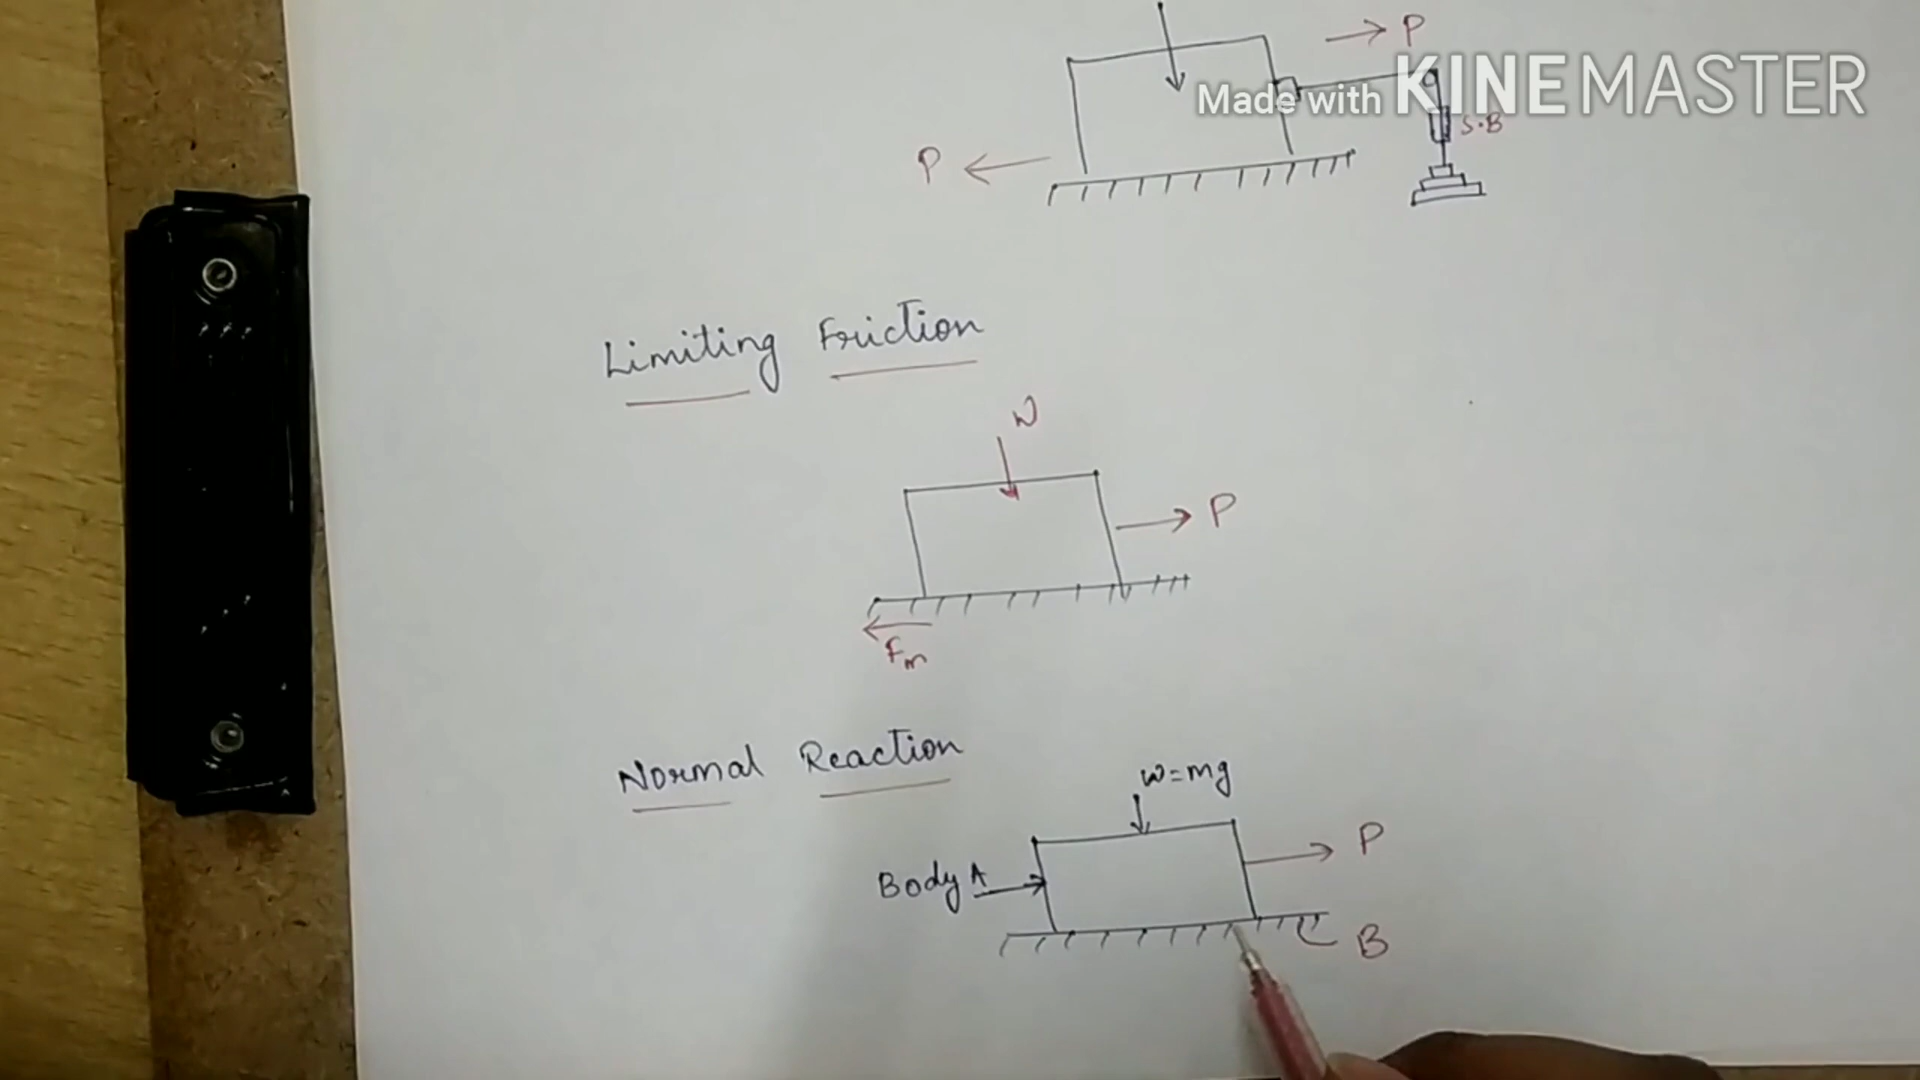 P
Made with KINEMASTER
S.B
P
Limiting Friction
W
P
Fm
Normal Reaction
W=mg
P
Body A
B